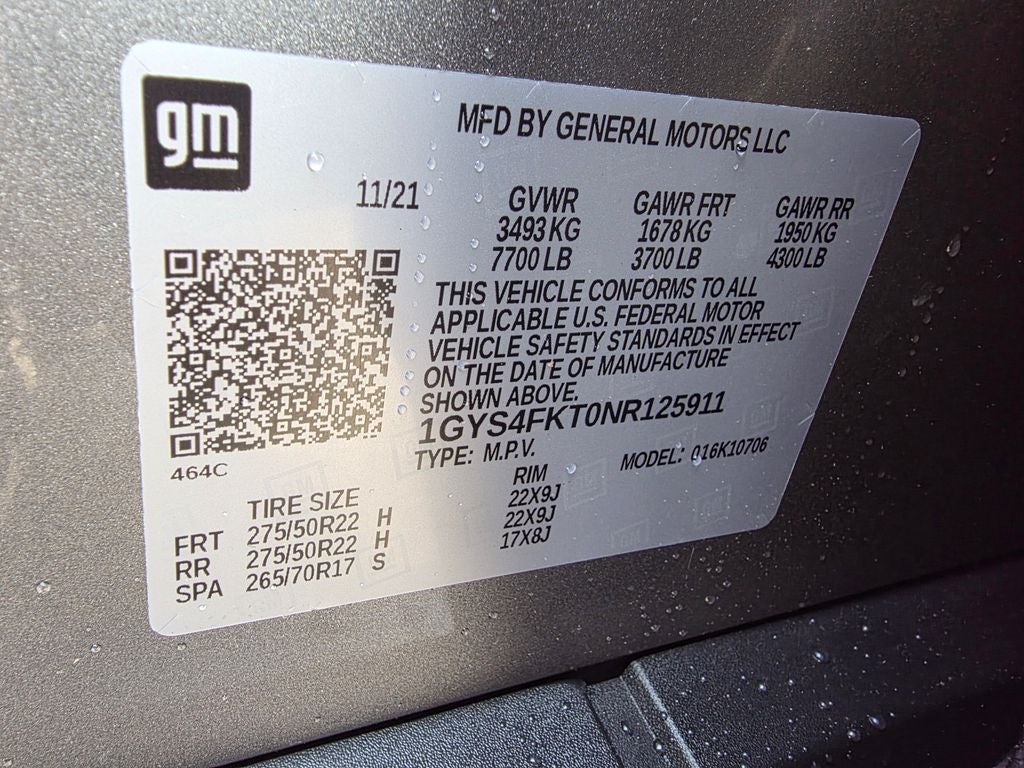 gm
MFD BY GENERAL MOTORS LLC
11/21
GVWR GAWR FRT GAWR RR
3493 KG 1678 KG 1950 KG
7700 LB 3700 LB 4300 LB
THIS VEHICLE CONFORMS TO ALL
APPLICABLE U.S. FEDERAL MOTOR
VEHICLE SAFETY STANDARDS IN EFFECT
ON THE DATE OF MANUFACTURE
SHOWN ABOVE.
1GYS4FKT0NR125911
TYPE: M.P.V. MODEL: 016K10706
464C
TIRE SIZE RIM
FRT 275/50R22 H 22X9J
RR 275/50R22 H 22X9J
SPA 265/70R17 S 17X8J